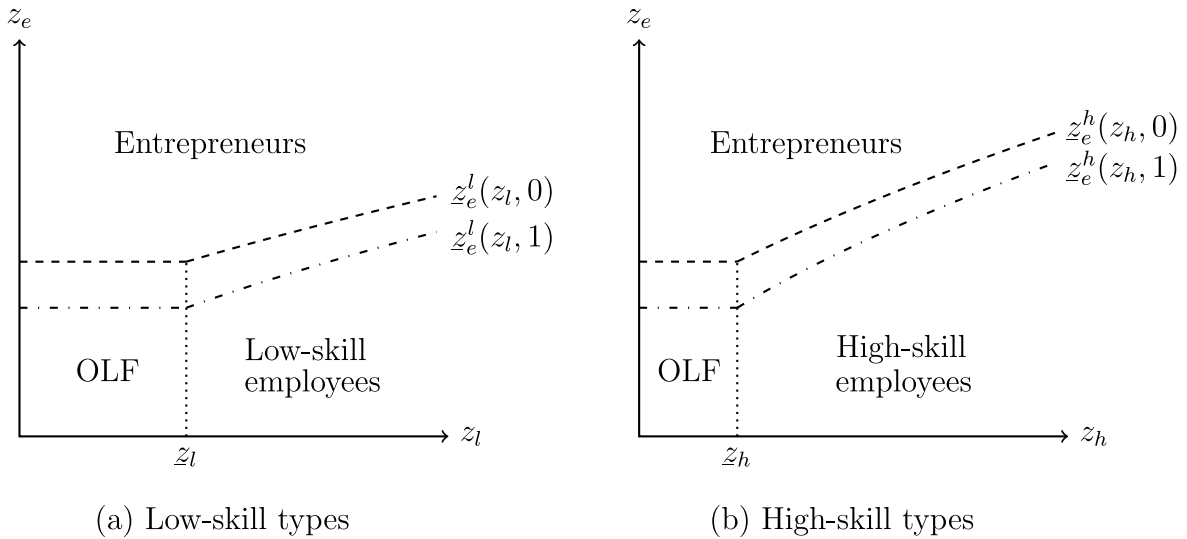 z_e
Entrepreneurs
z̲_e^l(z_l, 0)
z̲_e^l(z_l, 1)
OLF
Low-skill
employees
z_l
z̲_l
(a) Low-skill types
z_e
Entrepreneurs
z̲_e^h(z_h, 0)
z̲_e^h(z_h, 1)
OLF
High-skill
employees
z_h
z̲_h
(b) High-skill types